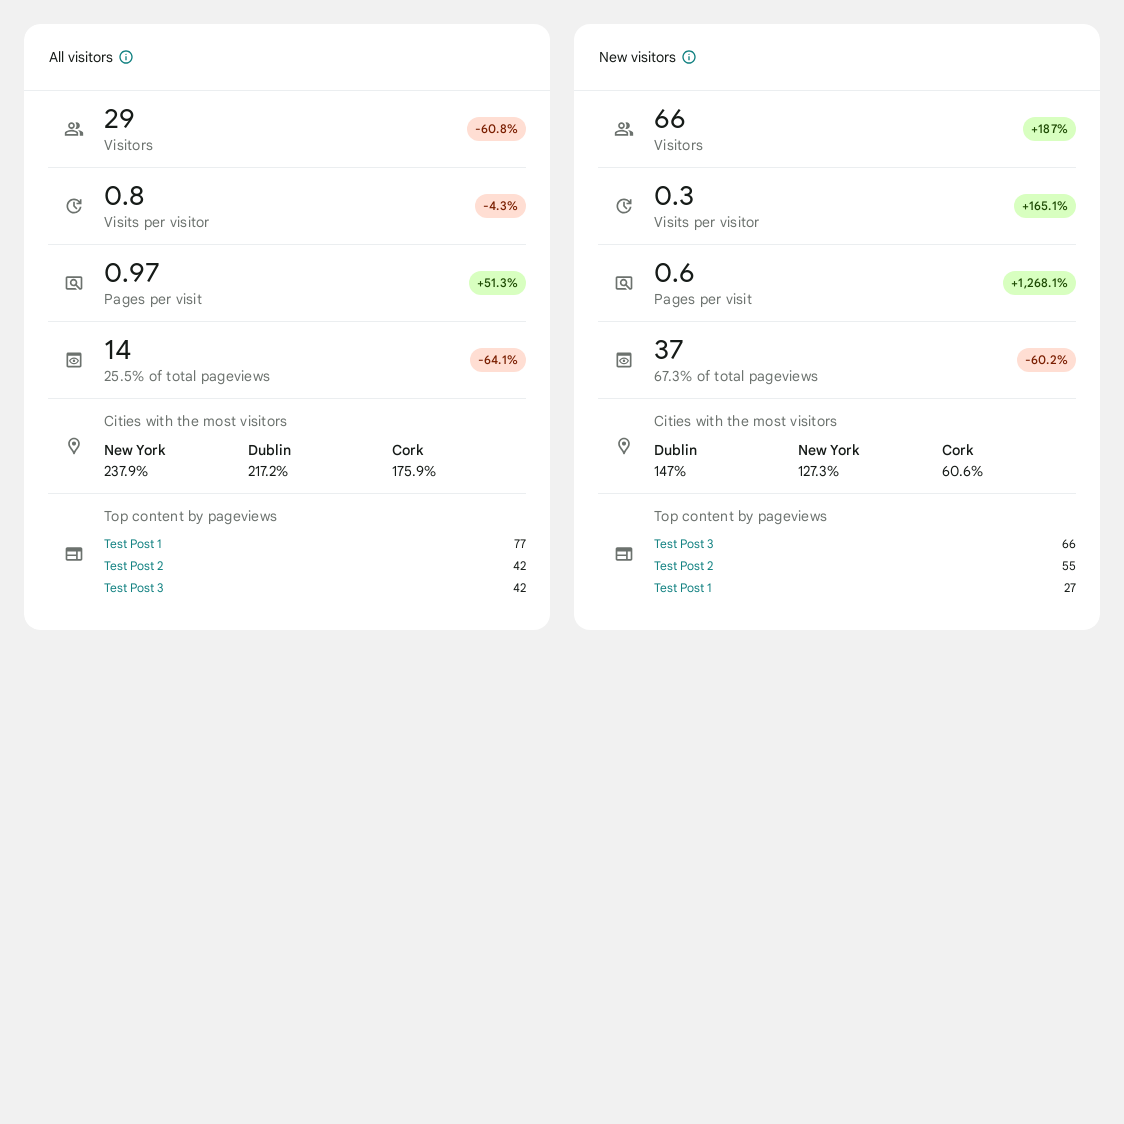 All visitors
29
Visitors
-60.8%
0.8
Visits per visitor
-4.3%
0.97
Pages per visit
+51.3%
14
25.5% of total pageviews
-64.1%
Cities with the most visitors
New York Dublin Cork
237.9% 217.2% 175.9%
Top content by pageviews
Test Post 1 77
Test Post 2 42
Test Post 3 42
New visitors
66
Visitors
+187%
0.3
Visits per visitor
+165.1%
0.6
Pages per visit
+1,268.1%
37
67.3% of total pageviews
-60.2%
Cities with the most visitors
Dublin New York Cork
147% 127.3% 60.6%
Top content by pageviews
Test Post 3 66
Test Post 2 55
Test Post 1 27